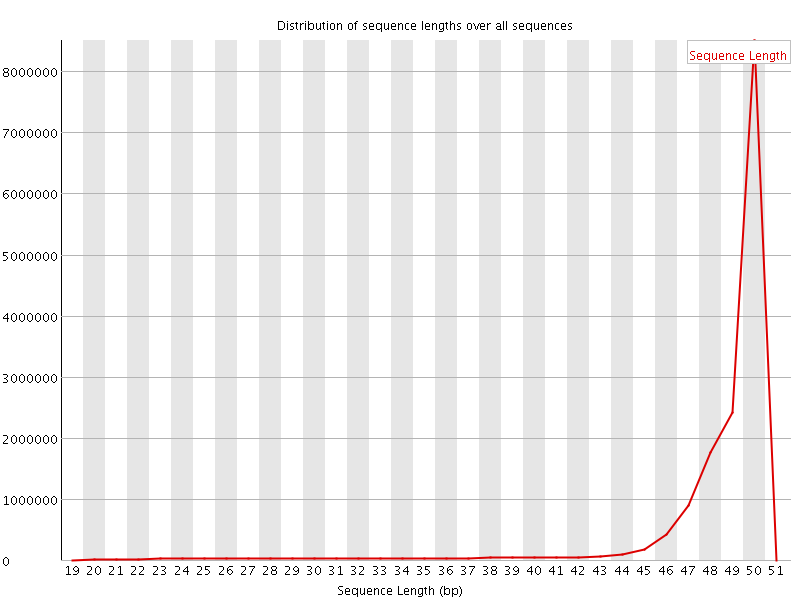 Distribution of sequence lengths over all sequences
Sequence Length
8000000
7000000
6000000
5000000
4000000
3000000
2000000
1000000
0
19 20 21 22 23 24 25 26 27 28 29 30 31 32 33 34 35 36 37 38 39 40 41 42 43 44 45 46 47 48 49 50 51
Sequence Length (bp)